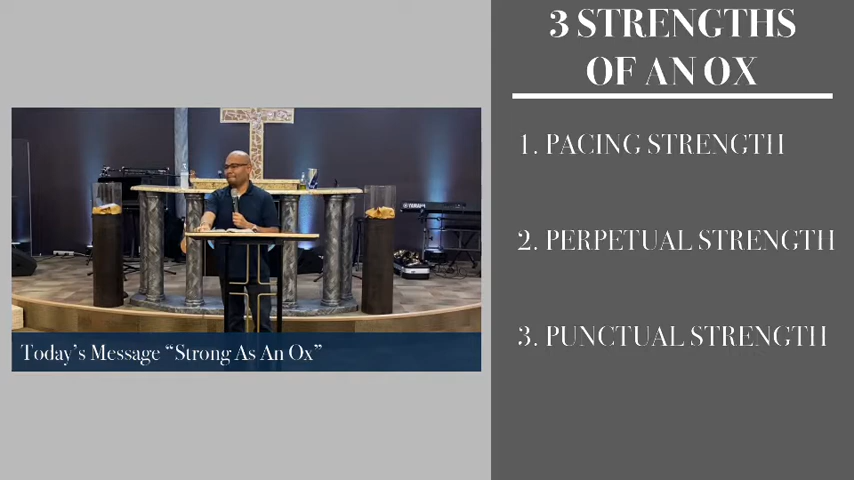 3 STRENGTHS
OF AN OX
1. PACING STRENGTH
2. PERPETUAL STRENGTH
3. PUNCTUAL STRENGTH
YAMAHA
Today's Message “Strong As An Ox”